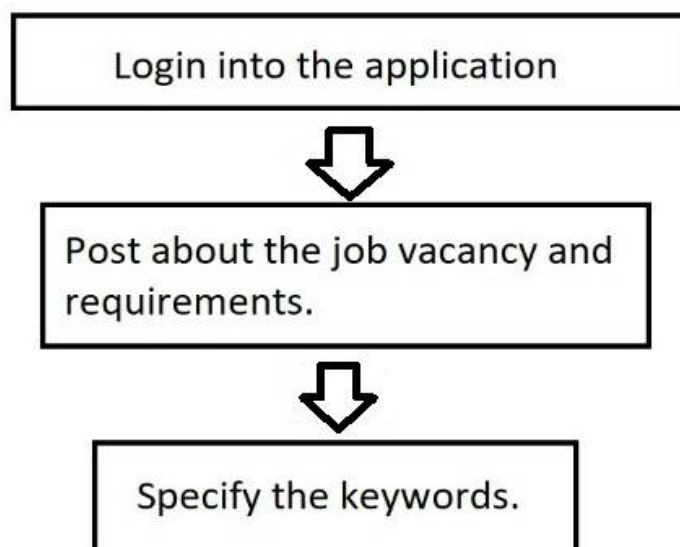 Login into the application
Post about the job vacancy and
requirements.
Specify the keywords.